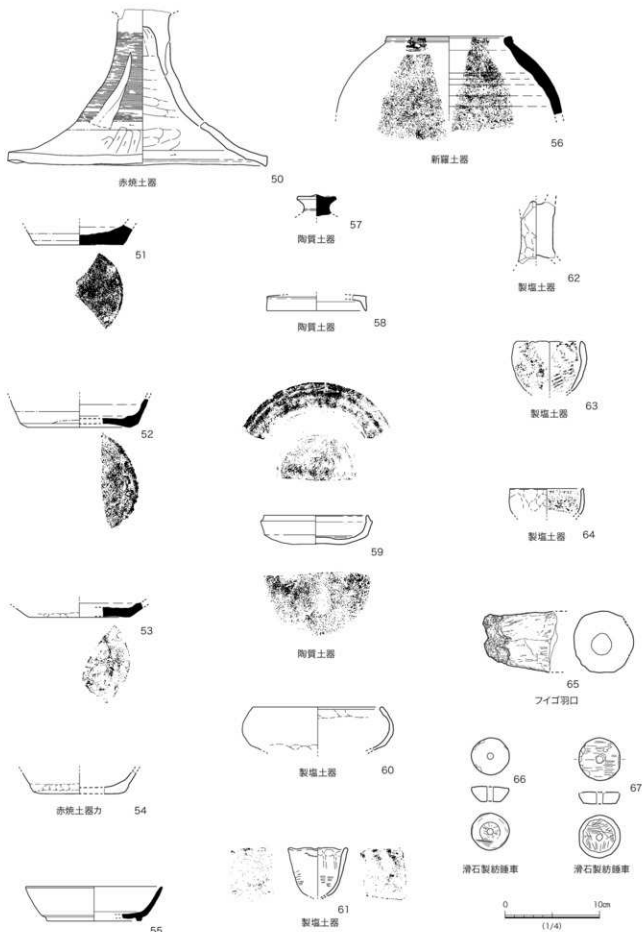 50
赤焼土器
56
新羅土器
51
57
陶質土器
62
製塩土器
58
陶質土器
63
製塩土器
52
59
陶質土器
64
製塩土器
53
65
フイゴ羽口
60
製塩土器
54
赤焼土器カ
66
滑石製紡錘車
67
滑石製紡錘車
55
61
製塩土器
0 10㎝
(1/4)